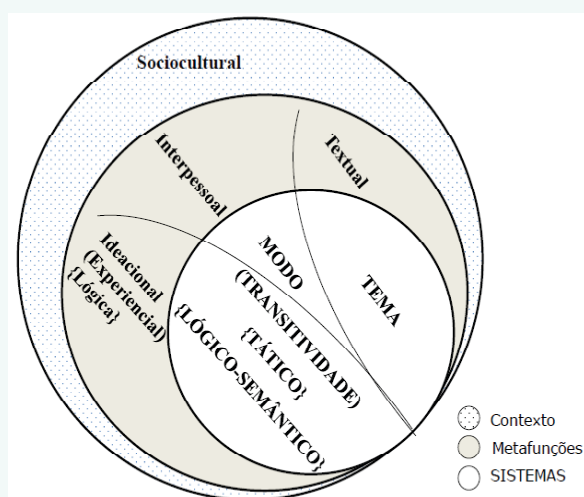 Sociocultural
Interpessoal
Textual
Ideacional
(Experiencial)
{Lógica}
MODO
TEMA
(TRANSITIVIDADE)
{TÁTICO}
{LÓGICO-SEMÂNTICO}
Contexto
Metafunções
SISTEMAS